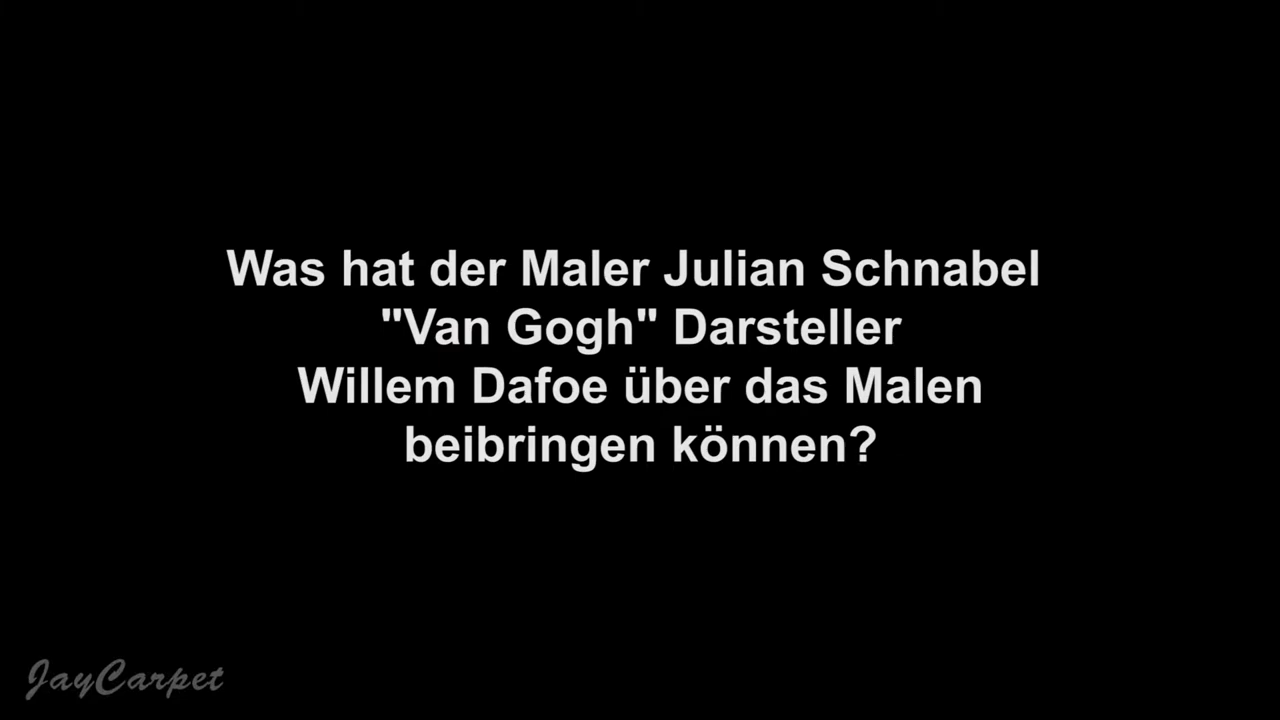 Was hat der Maler Julian Schnabel
"Van Gogh" Darsteller
Willem Dafoe über das Malen
beibringen können?
JayCarpet